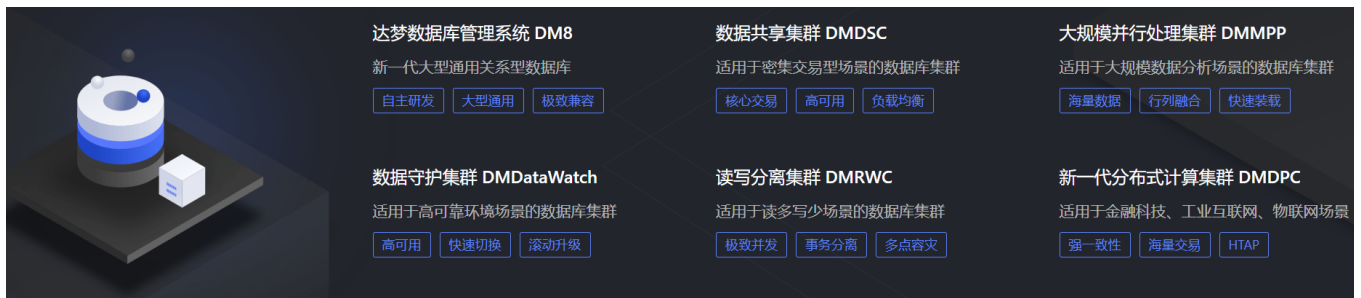 达梦数据库管理系统 DM8
新一代大型通用关系型数据库
自主研发 大型通用 极致兼容
数据共享集群 DMDSC
适用于密集交易型场景的数据库集群
核心交易 高可用 负载均衡
大规模并行处理集群 DMMPP
适用于大规模数据分析场景的数据库集群
海量数据 行列融合 快速装载
数据守护集群 DMDataWatch
适用于高可靠环境场景的数据库集群
高可用 快速切换 滚动升级
读写分离集群 DMRWC
适用于读多写少场景的数据库集群
极致并发 事务分离 多点容灾
新一代分布式计算集群 DMDPC
适用于金融科技、工业互联网、物联网场景
强一致性 海量交易 HTAP